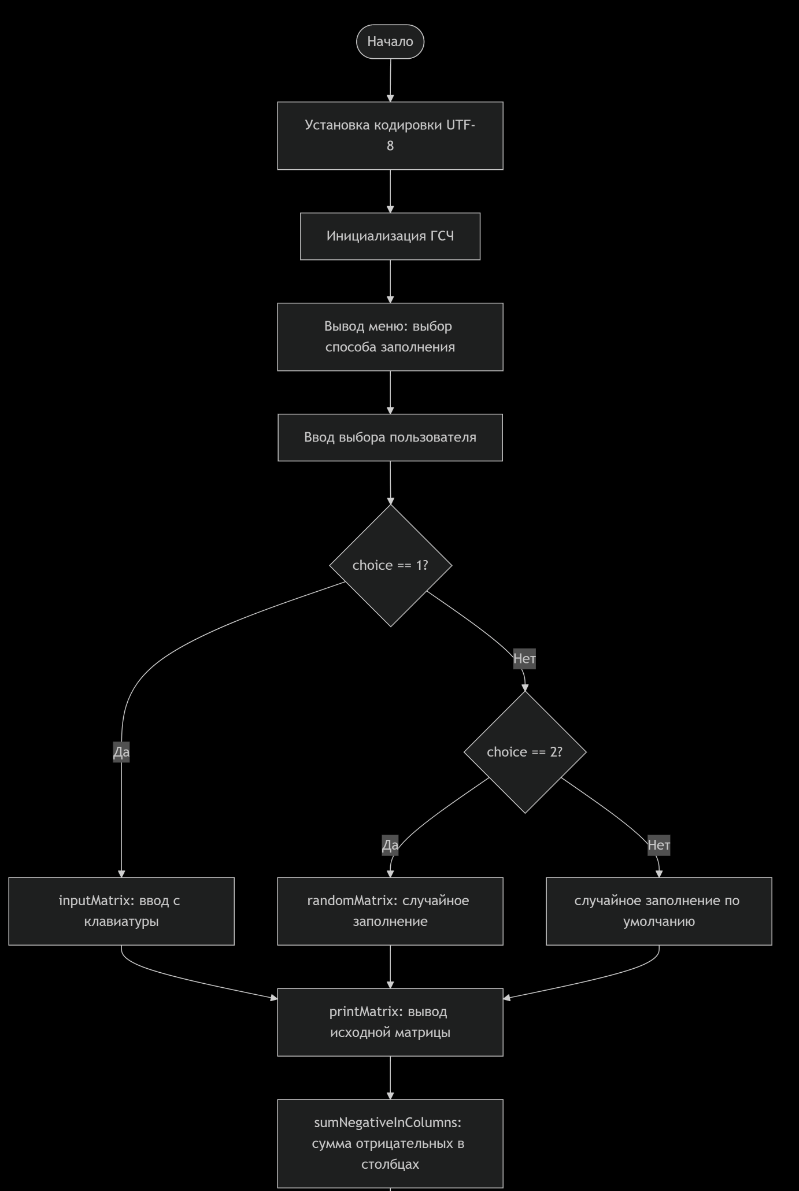 Начало
Установка кодировки UTF-
8
Инициализация ГСЧ
Вывод меню: выбор
способа заполнения
Ввод выбора пользователя
choice == 1?
Нет
Да
choice == 2?
Да
Нет
inputMatrix: ввод с
клавиатуры
randomMatrix: случайное
заполнение
случайное заполнение по
умолчанию
printMatrix: вывод
исходной матрицы
sumNegativeInColumns:
сумма отрицательных в
столбцах